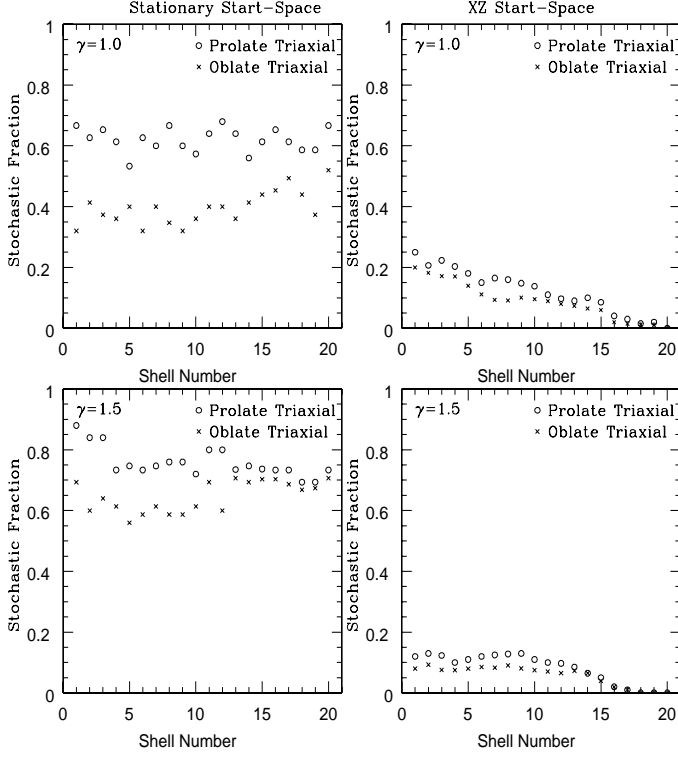 Stationary Start-Space
XZ Start-Space
1
0.8
0.6
0.4
0.2
0
Stochastic Fraction
γ=1.0
○ Prolate Triaxial
× Oblate Triaxial
0 5 10 15 20
Shell Number
1
0.8
0.6
0.4
0.2
0
Stochastic Fraction
γ=1.0
○ Prolate Triaxial
× Oblate Triaxial
0 5 10 15 20
Shell Number
1
0.8
0.6
0.4
0.2
0
Stochastic Fraction
γ=1.5
○ Prolate Triaxial
× Oblate Triaxial
0 5 10 15 20
Shell Number
1
0.8
0.6
0.4
0.2
0
Stochastic Fraction
γ=1.5
○ Prolate Triaxial
× Oblate Triaxial
0 5 10 15 20
Shell Number